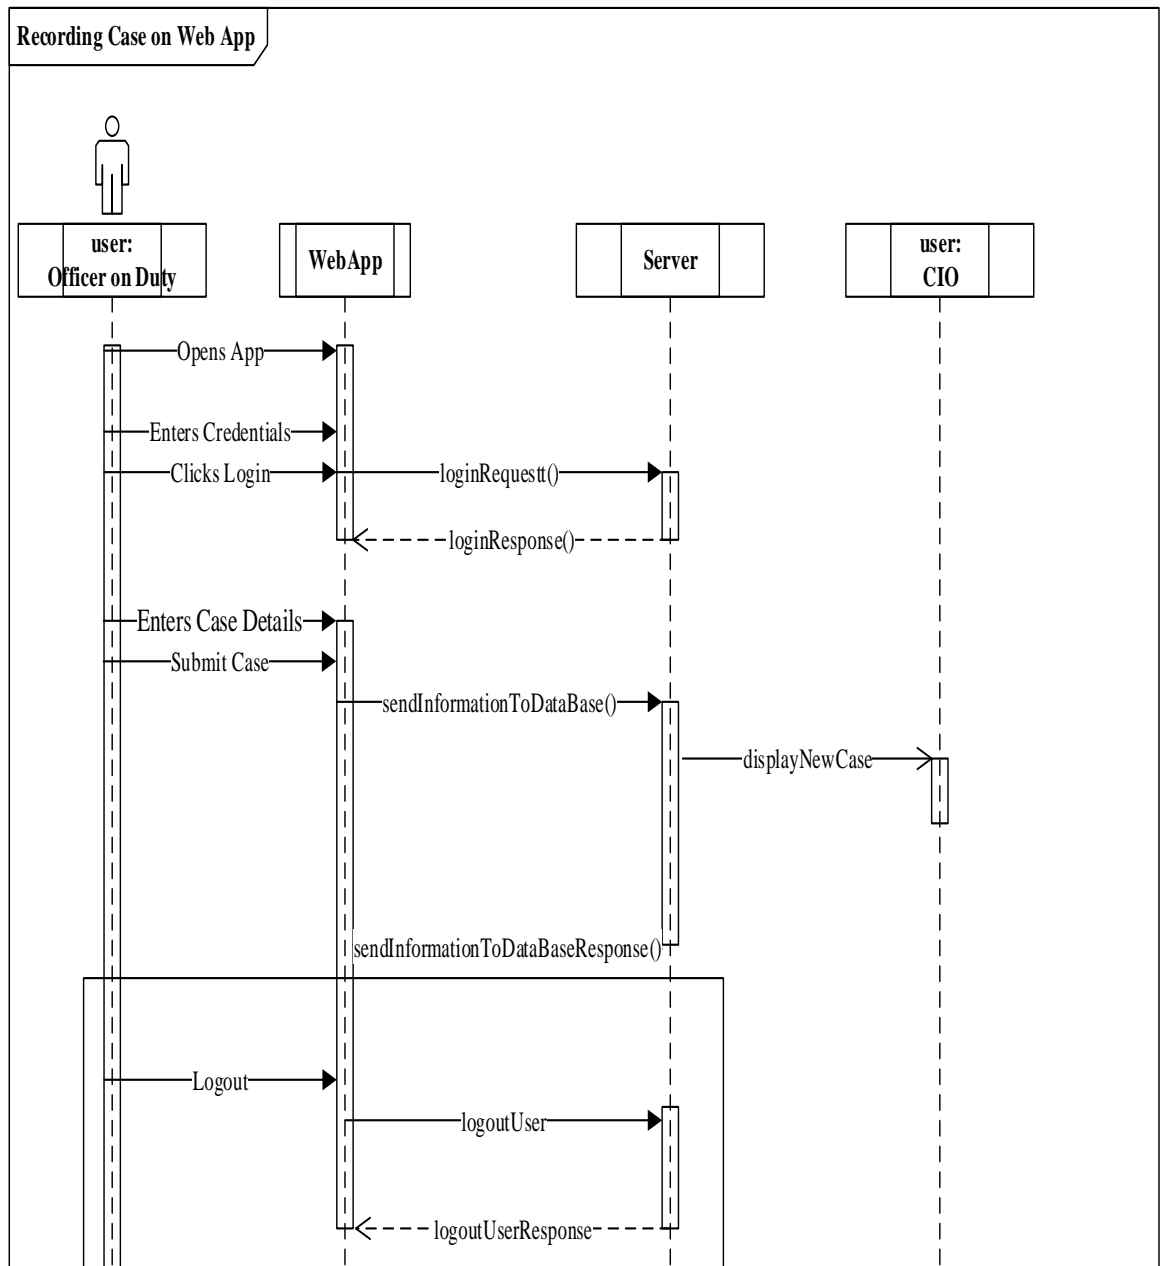 Recording Case on Web App
user:
Officer on Duty
WebApp
Server
user:
CIO
Opens App
Enters Credentials
Clicks Login
loginRequestt()
loginResponse()
Enters Case Details
Submit Case
sendInformationToDataBase()
displayNewCase
sendInformationToDataBaseResponse()
Logout
logoutUser
logoutUserResponse